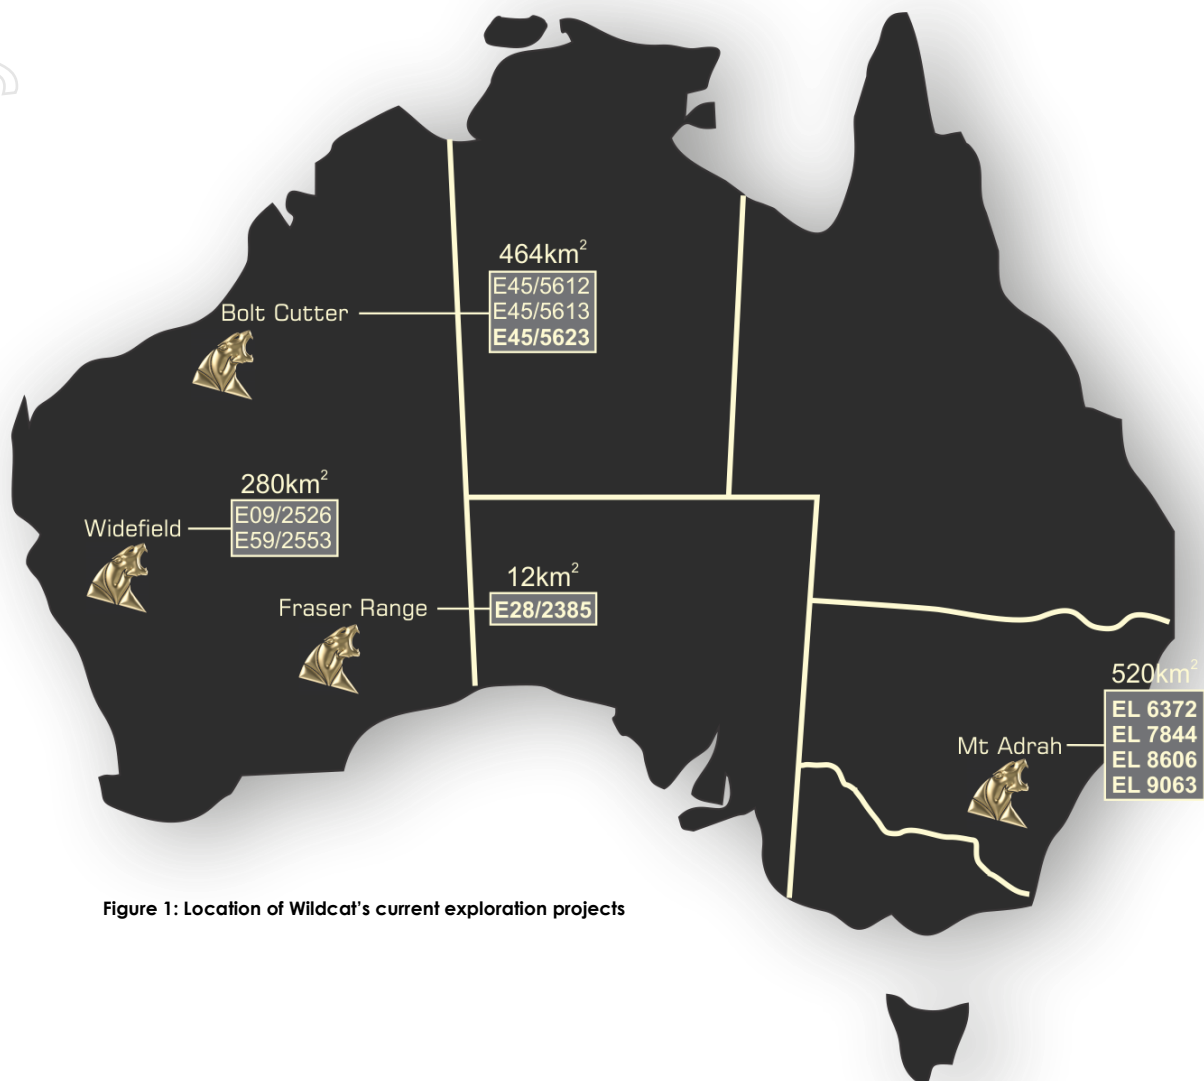 464km²
Bolt Cutter
E45/5612
E45/5613
E45/5623
280km²
Widefield
E09/2526
E59/2553
12km²
Fraser Range
E28/2385
520km²
Mt Adrah
EL 6372
EL 7844
EL 8606
EL 9063
Figure 1: Location of Wildcat’s current exploration projects